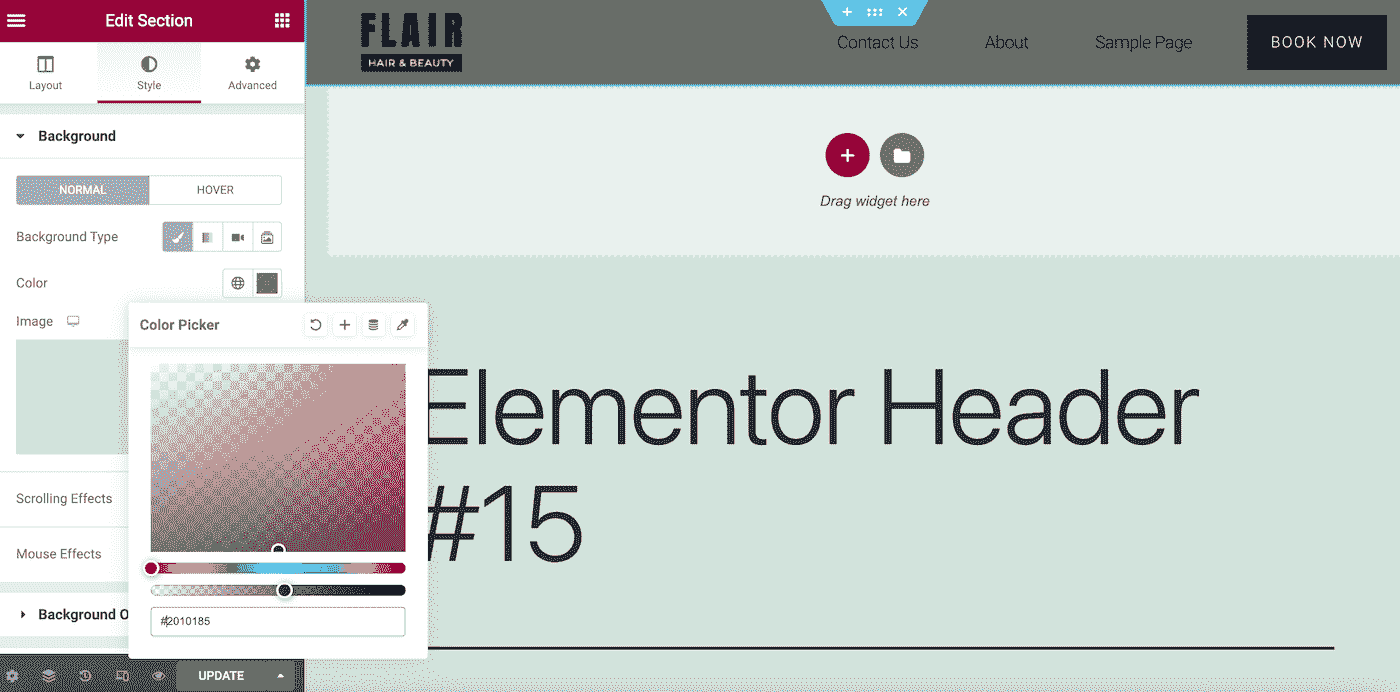 Edit Section
Layout
Style
Advanced
Background
NORMAL
HOVER
Background Type
Color
Image
Color Picker
#2010185
Scrolling Effects
Mouse Effects
Background O
UPDATE
FLAIR
HAIR & BEAUTY
Contact Us
About
Sample Page
BOOK NOW
Drag widget here
Elementor Header
#15